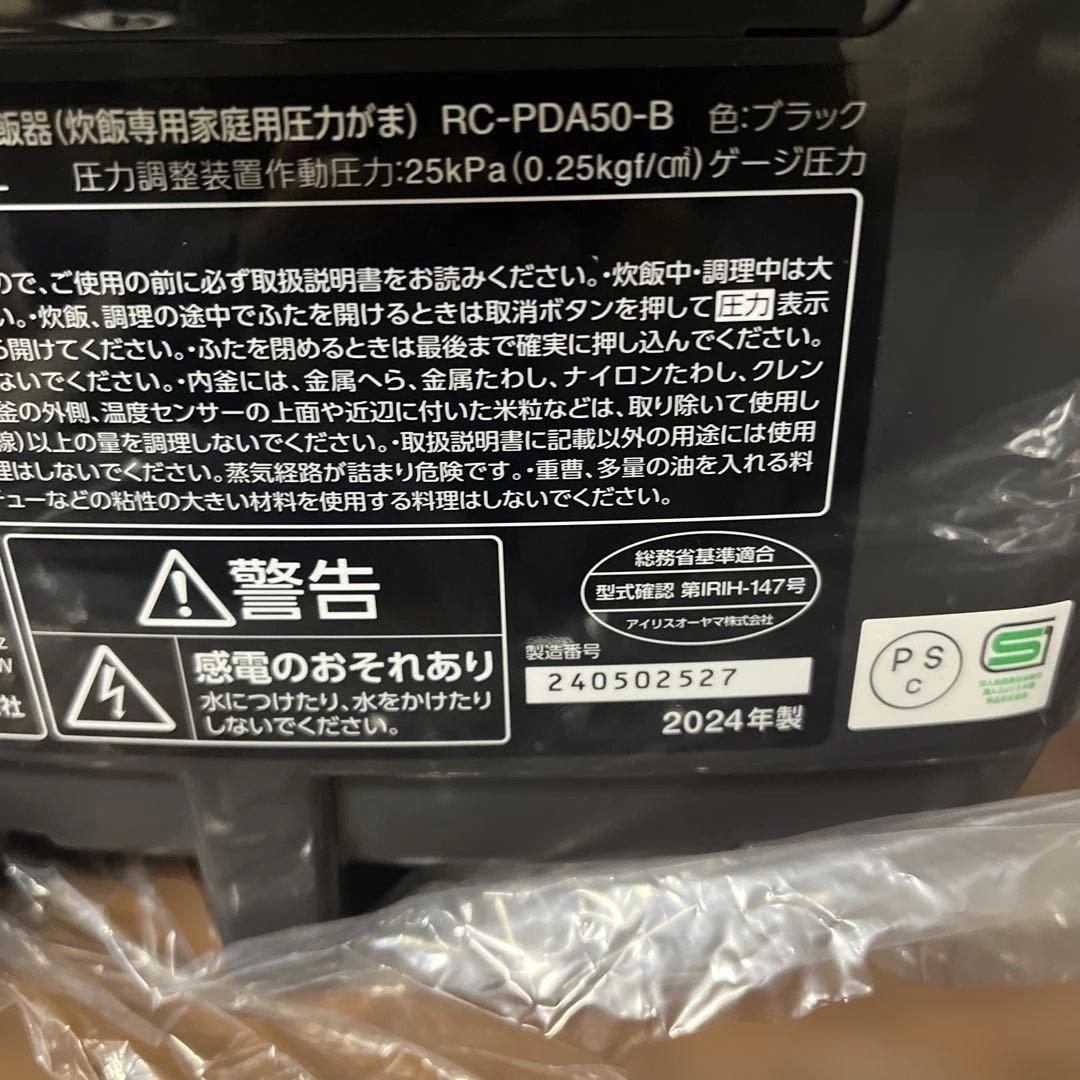 飯器(炊飯専用家庭用圧力がま) RC-PDA50-B 色:ブラック
圧力調整装置作動圧力:25kPa(0.25kgf/c㎡)ゲージ圧力
ので、ご使用の前に必ず取扱説明書をお読みください。・炊飯中・調理中は大
い。・炊飯、調理の途中でふたを開けるときは取消ボタンを押して圧力表示
ら開けてください。・ふたを閉めるときは最後まで確実に押し込んでください。
ないでください。・内釜には、金属へら、金属たわし、ナイロンたわし、クレン
釜の外側、温度センサーの上面や近辺に付いた米粒などは、取り除いて使用し
線)以上の量を調理しないでください。・取扱説明書に記載以外の用途には使用
理はしないでください。蒸気経路が詰まり危険です。・重曹、多量の油を入れる料
チューなどの粘性の大きい材料を使用する料理はしないでください。
警告
感電のおそれあり
水につけたり、水をかけたり
しないでください。
Z
W
社
総務省基準適合
型式確認 第IRIH-147号
アイリスオーヤマ株式会社
製造番号
240502527
2024年製
PS
C